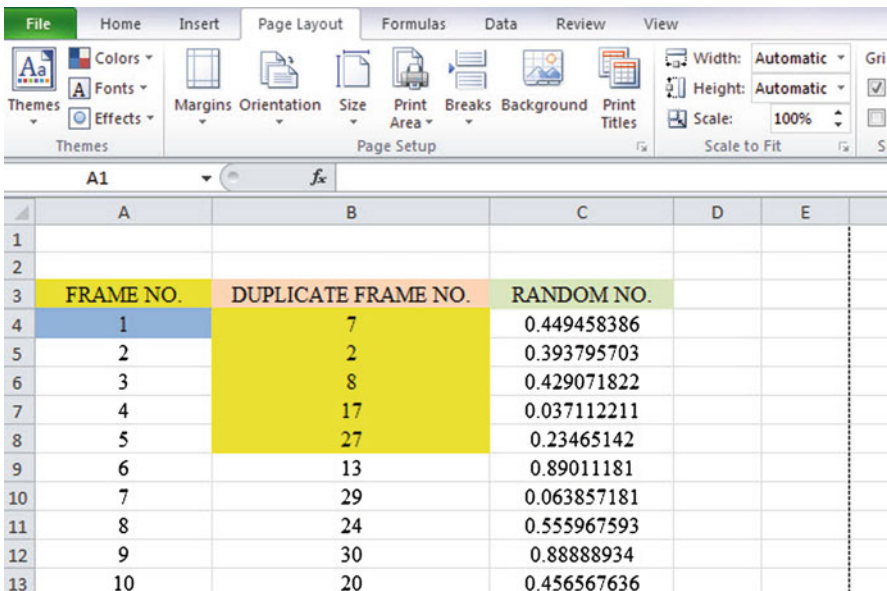 File Home Insert Page Layout Formulas Data Review View
Colors Width: Automatic Gri
Aa A Fonts Height: Automatic
Themes Effects Margins Orientation Size Print Area Breaks Background Print Titles Scale: 100%
Themes Page Setup Scale to Fit S
A1 fx
A B C D E
1
2
3 FRAME NO. DUPLICATE FRAME NO. RANDOM NO.
4 1 7 0.449458386
5 2 2 0.393795703
6 3 8 0.429071822
7 4 17 0.037112211
8 5 27 0.23465142
9 6 13 0.89011181
10 7 29 0.063857181
11 8 24 0.555967593
12 9 30 0.88888934
13 10 20 0.456567636